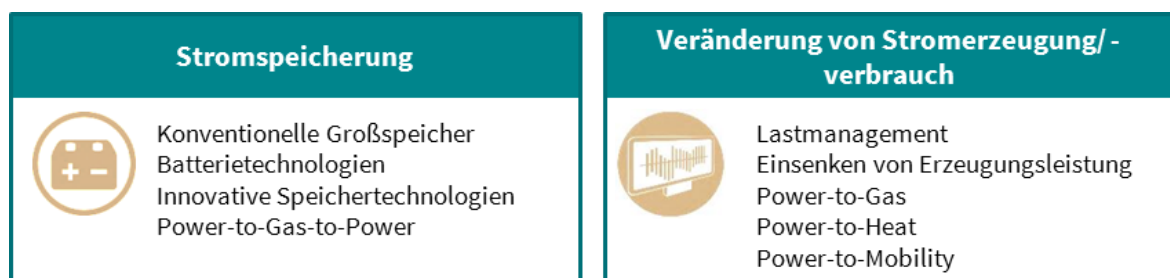 Stromspeicherung
Konventionelle Großspeicher
Batterietechnologien
Innovative Speichertechnologien
Power-to-Gas-to-Power
Veränderung von Stromerzeugung/ -
verbrauch
Lastmanagement
Einsenken von Erzeugungsleistung
Power-to-Gas
Power-to-Heat
Power-to-Mobility